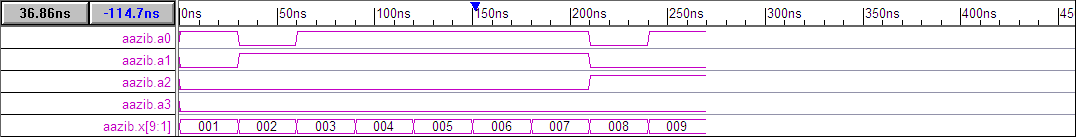 36.86ns -114.7ns 0ns 50ns 100ns 150ns 200ns 250ns 300ns 350ns 400ns 45
aazib.a0
aazib.a1
aazib.a2
aazib.a3
aazib.x[9:1] 001 002 003 004 005 006 007 008 009